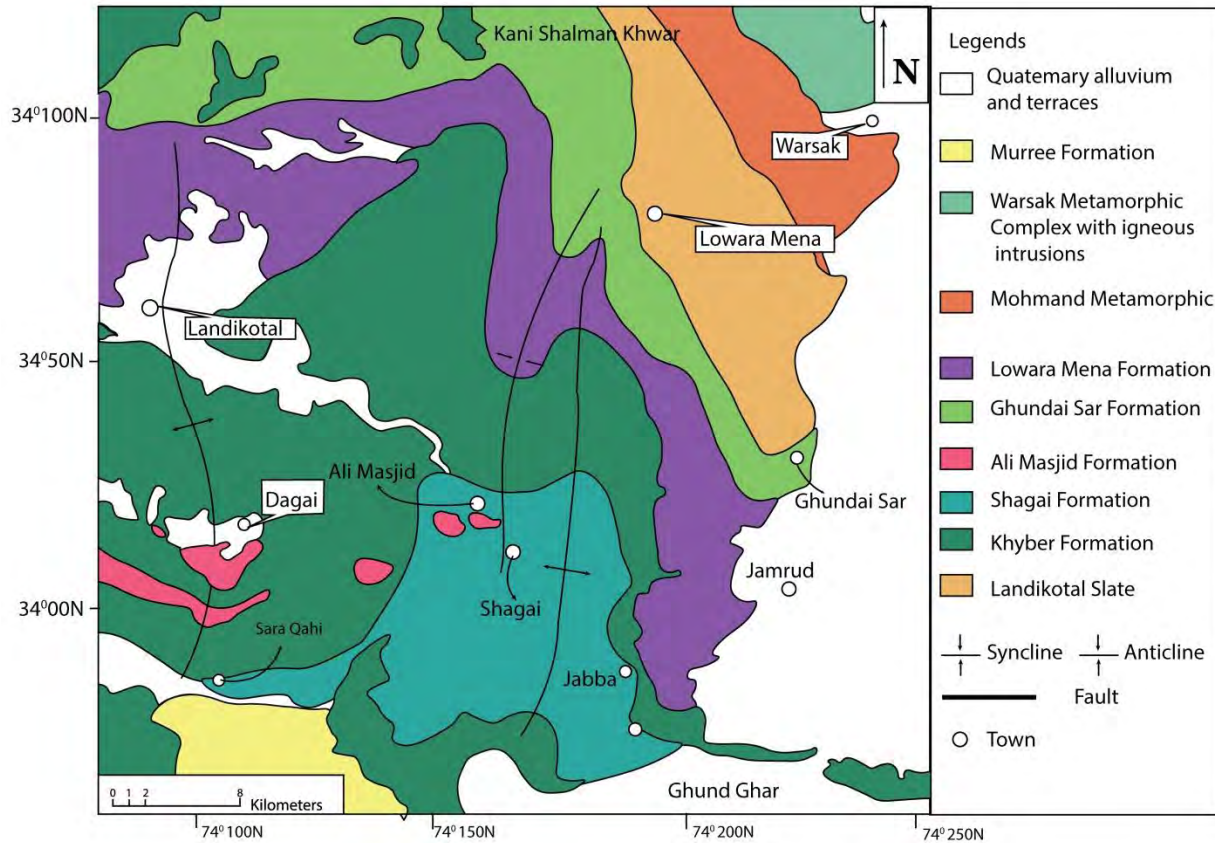 Kani Shalman Khwar
N
34⁰100
Warsak
Lowara Mena
Landikotal
34⁰50
Ali Masjid
Dagai
Ghundai Sar
Shagai
Jamrud
34⁰00
Sara Qahi
Jabba
Ghund Ghar
0 1 2 8
Kilometers
74⁰100N
74⁰150N
74⁰200N
74⁰250N
Legends
Quatemary alluvium
and terraces
Murree Formation
Warsak Metamorphic
Complex with igneous
intrusions
Mohmand Metamorphic
Lowara Mena Formation
Ghundai Sar Formation
Ali Masjid Formation
Shagai Formation
Khyber Formation
Landikotal Slate
Syncline
Anticline
Fault
Town